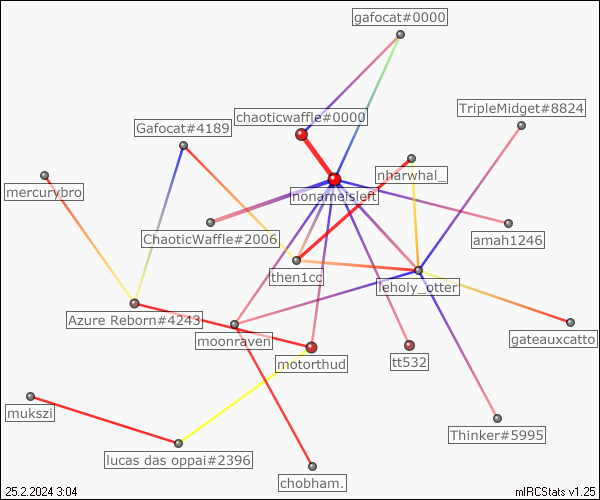 gafocat#0000
chaoticwaffle#0000
TripleMidget#8824
Gafocat#4189
nharwhal_
mercurybro
nonameisleft
ChaoticWaffle#2006
amah1246
then1cc
leholy_otter
Azure Reborn#4243
moonraven
gateauxcatto
motorthud
tt532
mukszi
Thinker#5995
lucas das oppai#2396
chobham.
25.2.2024 3:04
mIRCStats v1.25